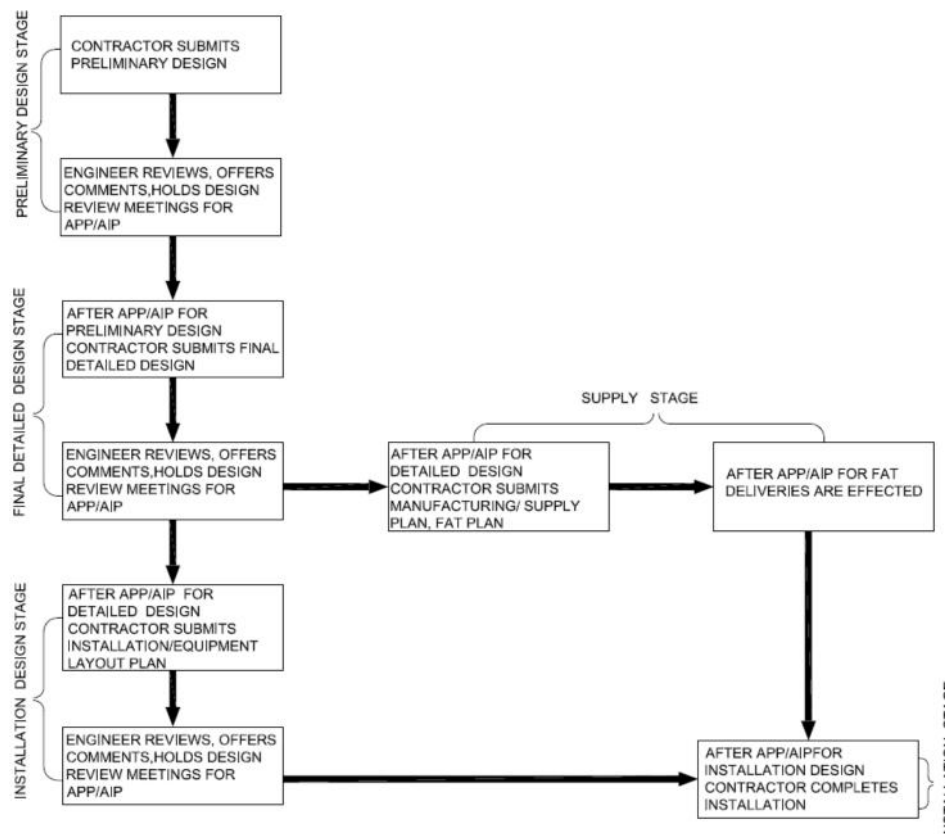 PRELIMINARY DESIGN STAGE
CONTRACTOR SUBMITS
PRELIMINARY DESIGN
ENGINEER REVIEWS, OFFERS
COMMENTS,HOLDS DESIGN
REVIEW MEETINGS FOR
APP/AIP
FINAL DETAILED DESIGN STAGE
AFTER APP/AIP FOR
PRELIMINARY DESIGN
CONTRACTOR SUBMITS FINAL
DETAILED DESIGN
ENGINEER REVIEWS, OFFERS
COMMENTS,HOLDS DESIGN
REVIEW MEETINGS FOR
APP/AIP
SUPPLY STAGE
AFTER APP/AIP FOR
DETAILED DESIGN
CONTRACTOR SUBMITS
MANUFACTURING/ SUPPLY
PLAN, FAT PLAN
AFTER APP/AIP FOR FAT
DELIVERIES ARE EFFECTED
INSTALLATION DESIGN STAGE
AFTER APP/AIP FOR
DETAILED DESIGN
CONTRACTOR SUBMITS
INSTALLATION/EQUIPMENT
LAYOUT PLAN
ENGINEER REVIEWS, OFFERS
COMMENTS,HOLDS DESIGN
REVIEW MEETINGS FOR
APP/AIP
AFTER APP/AIPFOR
INSTALLATION DESIGN
CONTRACTOR COMPLETES
INSTALLATION